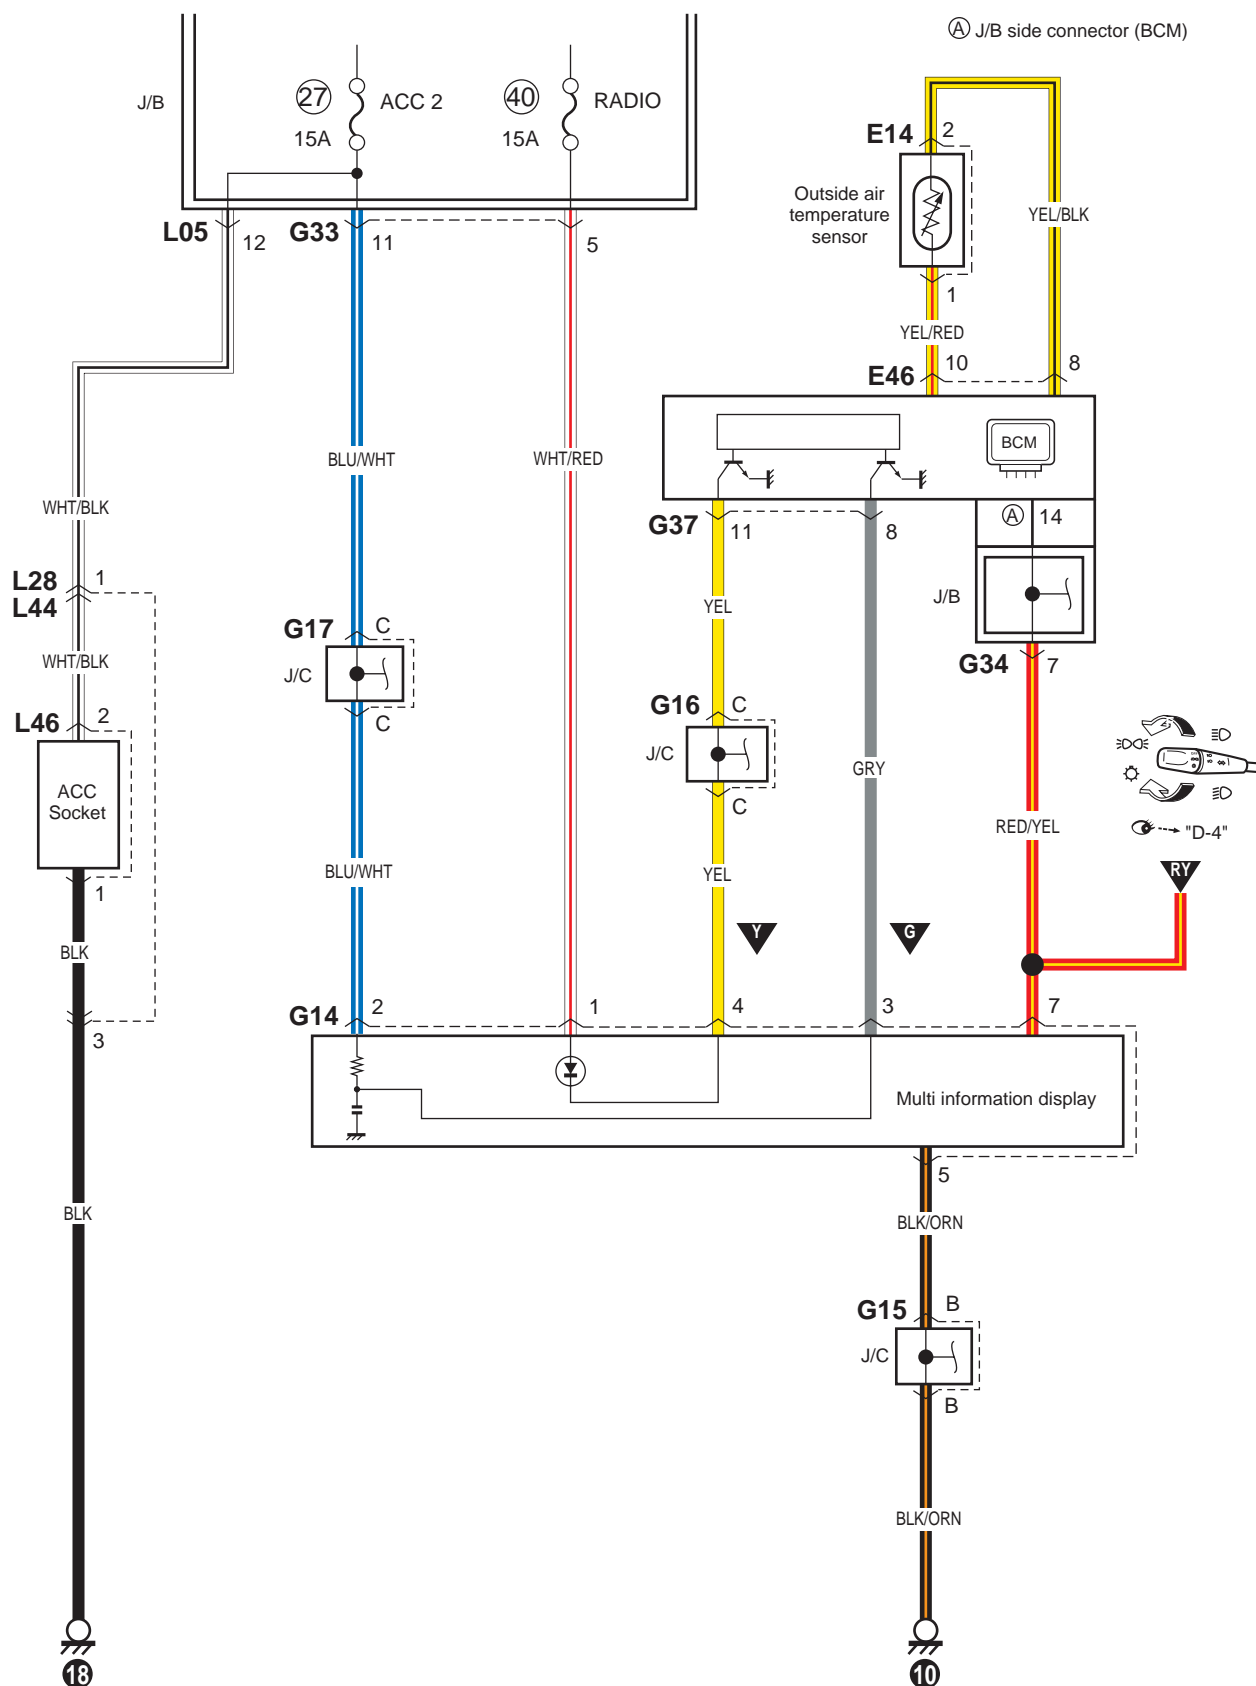 Ⓐ J/B side connector (BCM)
J/B
27
ACC 2
15A
40
RADIO
15A
E14
2
Outside air
temperature
sensor
YEL/BLK
L05
12
G33
11
5
1
YEL/RED
E46
10
8
BCM
BLU/WHT
WHT/RED
WHT/BLK
G37
11
8
A
14
L28
1
L44
YEL
J/B
G17
C
J/C
C
WHT/BLK
G34
7
L46
2
G16
C
J/C
C
GRY
ACC
Socket
1
RED/YEL
"D-4"
BLU/WHT
YEL
RY
BLK
Y
G
3
G14
2
1
4
3
7
Multi information display
5
BLK
BLK/ORN
G15
B
J/C
B
BLK/ORN
18
10